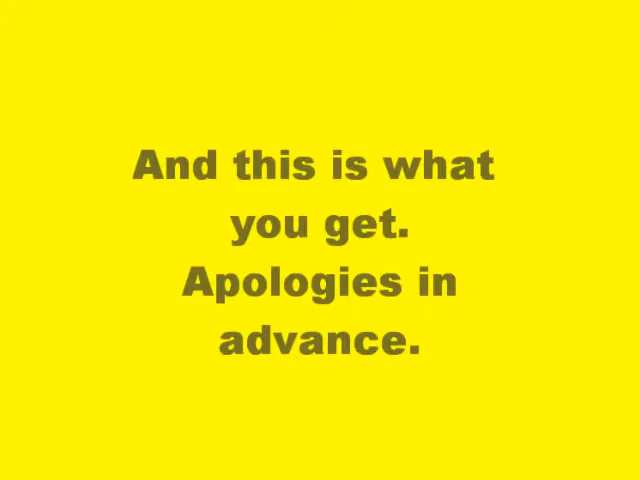 And this is what
you get.
Apologies in
advance.